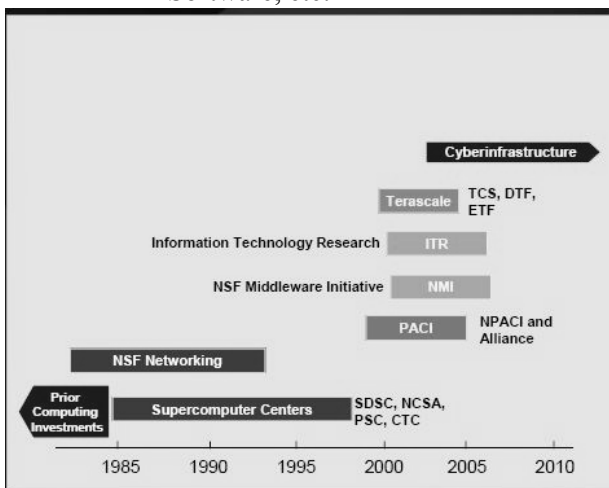 Cyberinfrastructure
Terascale
TCS, DTF,
ETF
Information Technology Research
ITR
NSF Middleware Initiative
NMI
PACI
NPACI and
Alliance
NSF Networking
Prior
Computing
Investments
Supercomputer Centers
SDSC, NCSA,
PSC, CTC
1985 1990 1995 2000 2005 2010